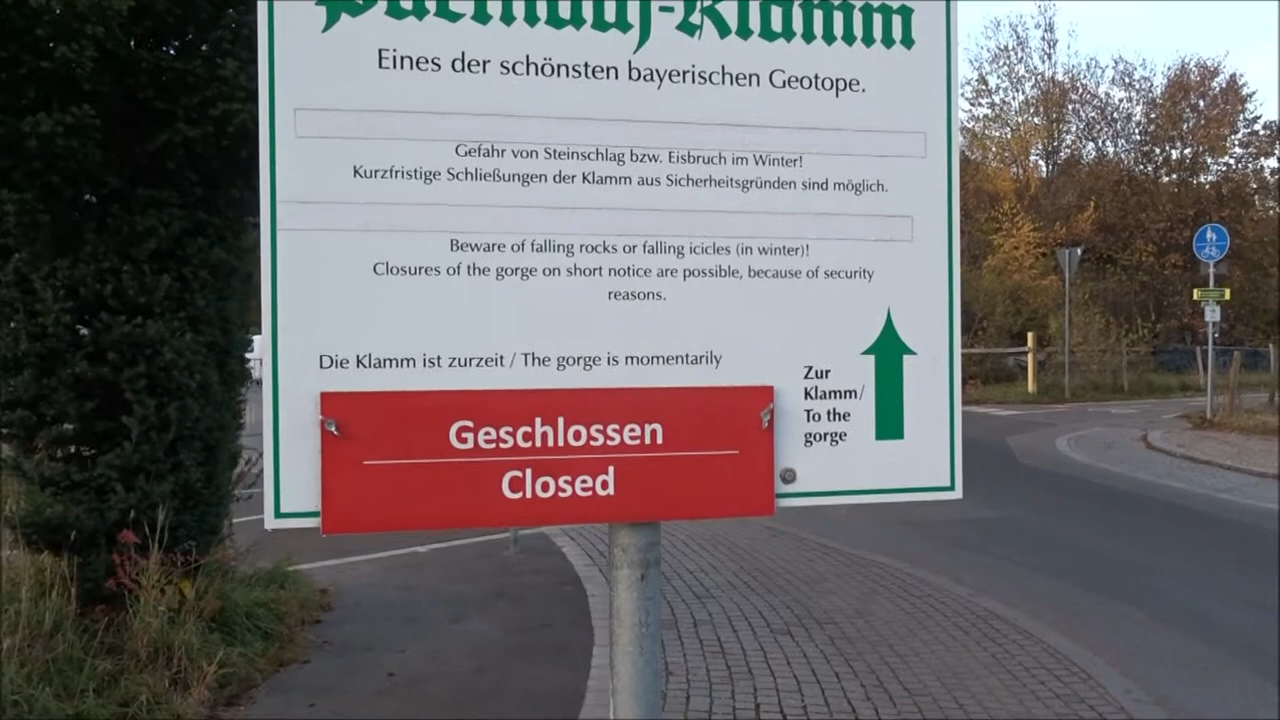 Partnach-Klamm
Eines der schönsten bayerischen Geotope.
Gefahr von Steinschlag bzw. Eisbruch im Winter!
Kurzfristige Schließungen der Klamm aus Sicherheitsgründen sind möglich.
Beware of falling rocks or falling icicles (in winter)!
Closures of the gorge on short notice are possible, because of security
reasons.
Die Klamm ist zurzeit / The gorge is momentarily
Geschlossen
Closed
Zur
Klamm/
To the
gorge